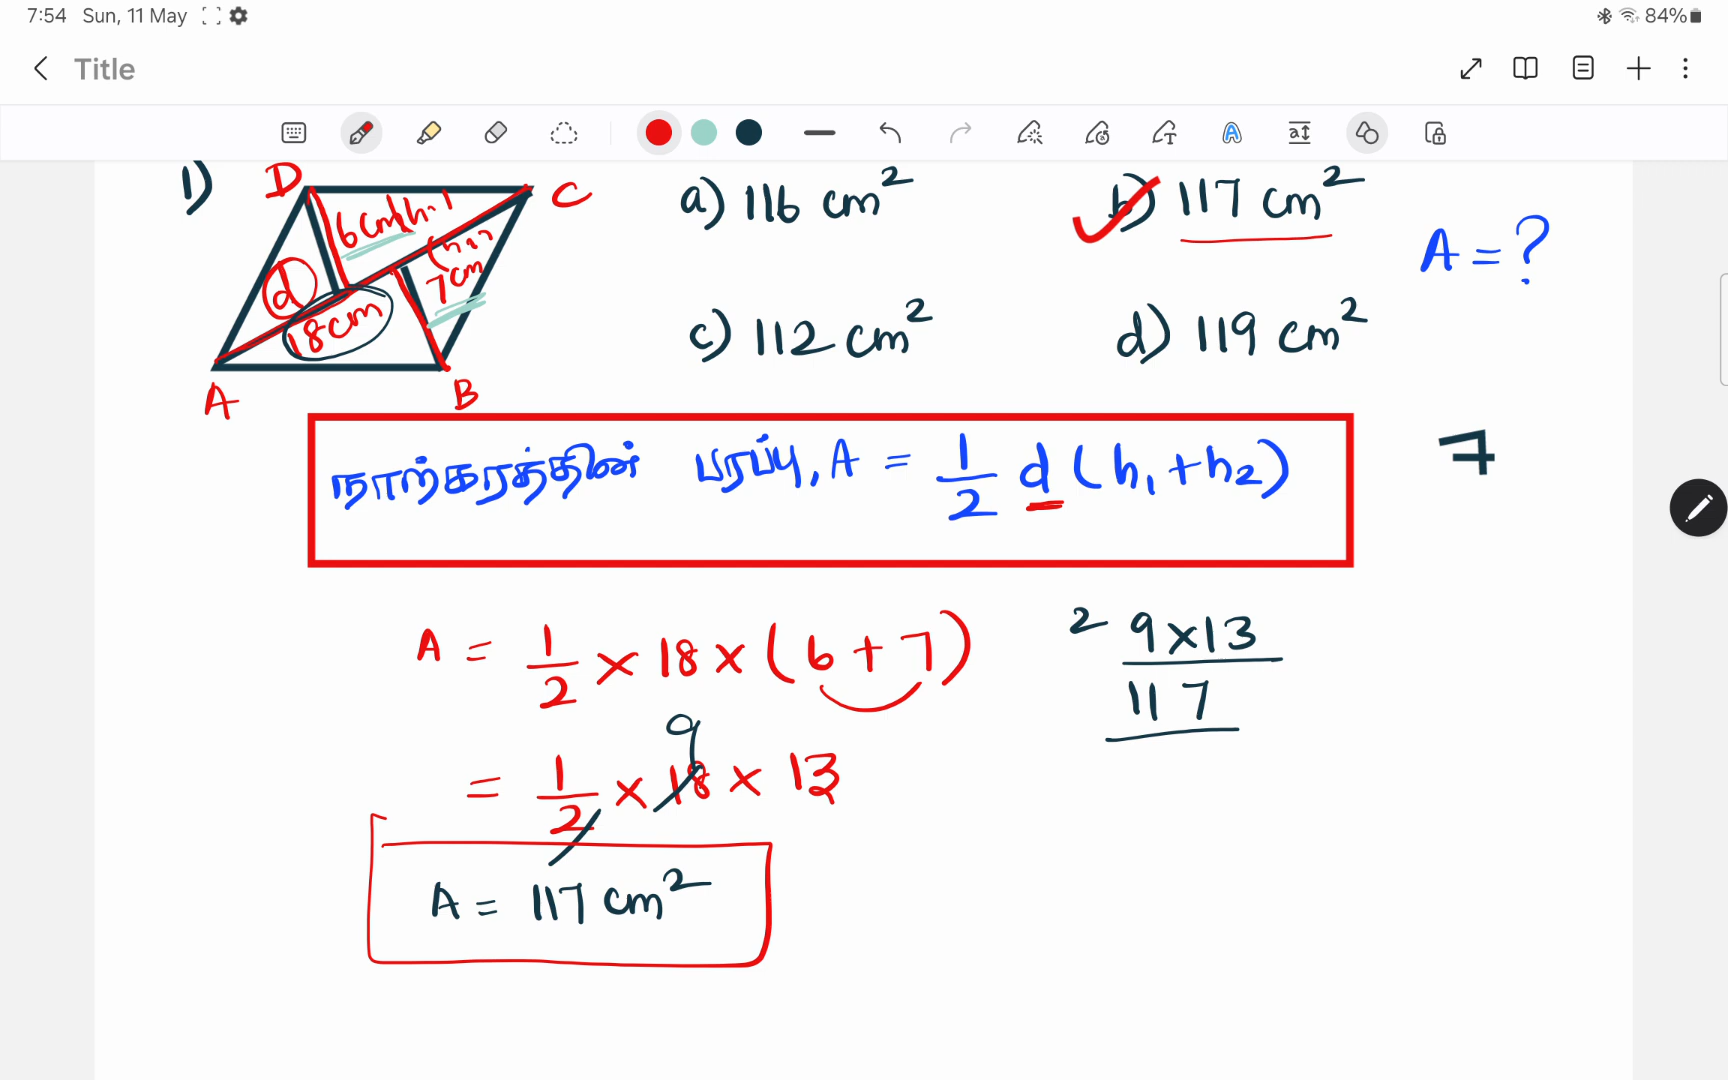 7:54 Sun, 11 May
84%
Title
1)
D
C
6cm h1
h2
7cm
d
18cm
A
B
a) 116 cm²
b) 117 cm²
A = ?
c) 112 cm²
d) 119 cm²
நாற்கரத்தின் பரப்பு, A = 1/2 d (h₁+h₂)
7
A = 1/2 × 18 × (6 + 7)
2
9×13
117
9
= 1/2 × 18 × 13
A = 117 cm²